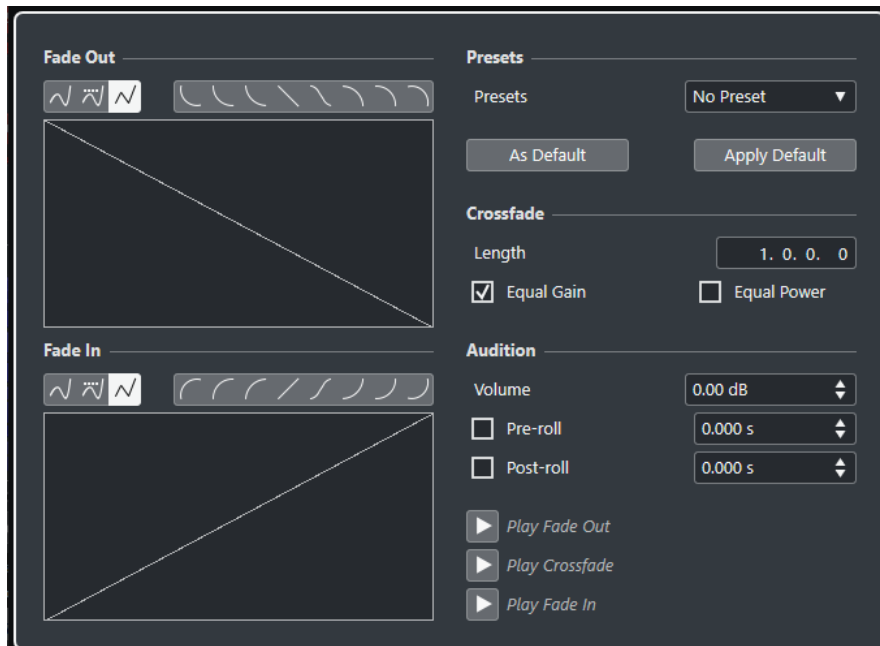 Fade Out
Presets
Presets
No Preset
As Default
Apply Default
Crossfade
Length
1. 0. 0. 0
Equal Gain
Equal Power
Fade In
Audition
Volume
0.00 dB
Pre-roll
0.000 s
Post-roll
0.000 s
Play Fade Out
Play Crossfade
Play Fade In